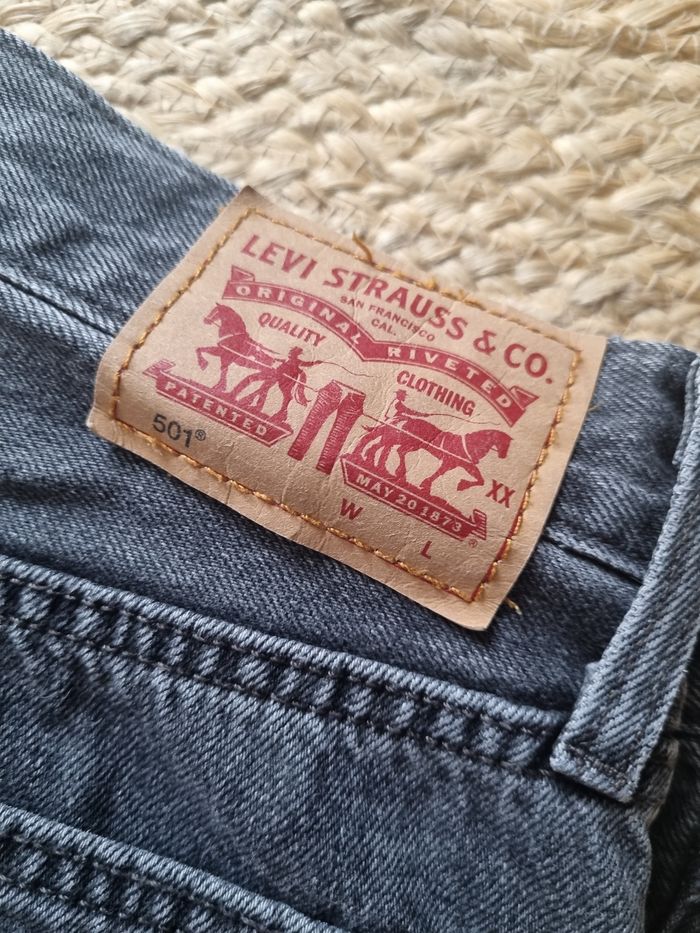 LEVI STRAUSS & CO.
SAN FRANCISCO
CAL.
ORIGINAL RIVETED
QUALITY CLOTHING
PATENTED
501®
XX
MAY 20 1873 ®
W L